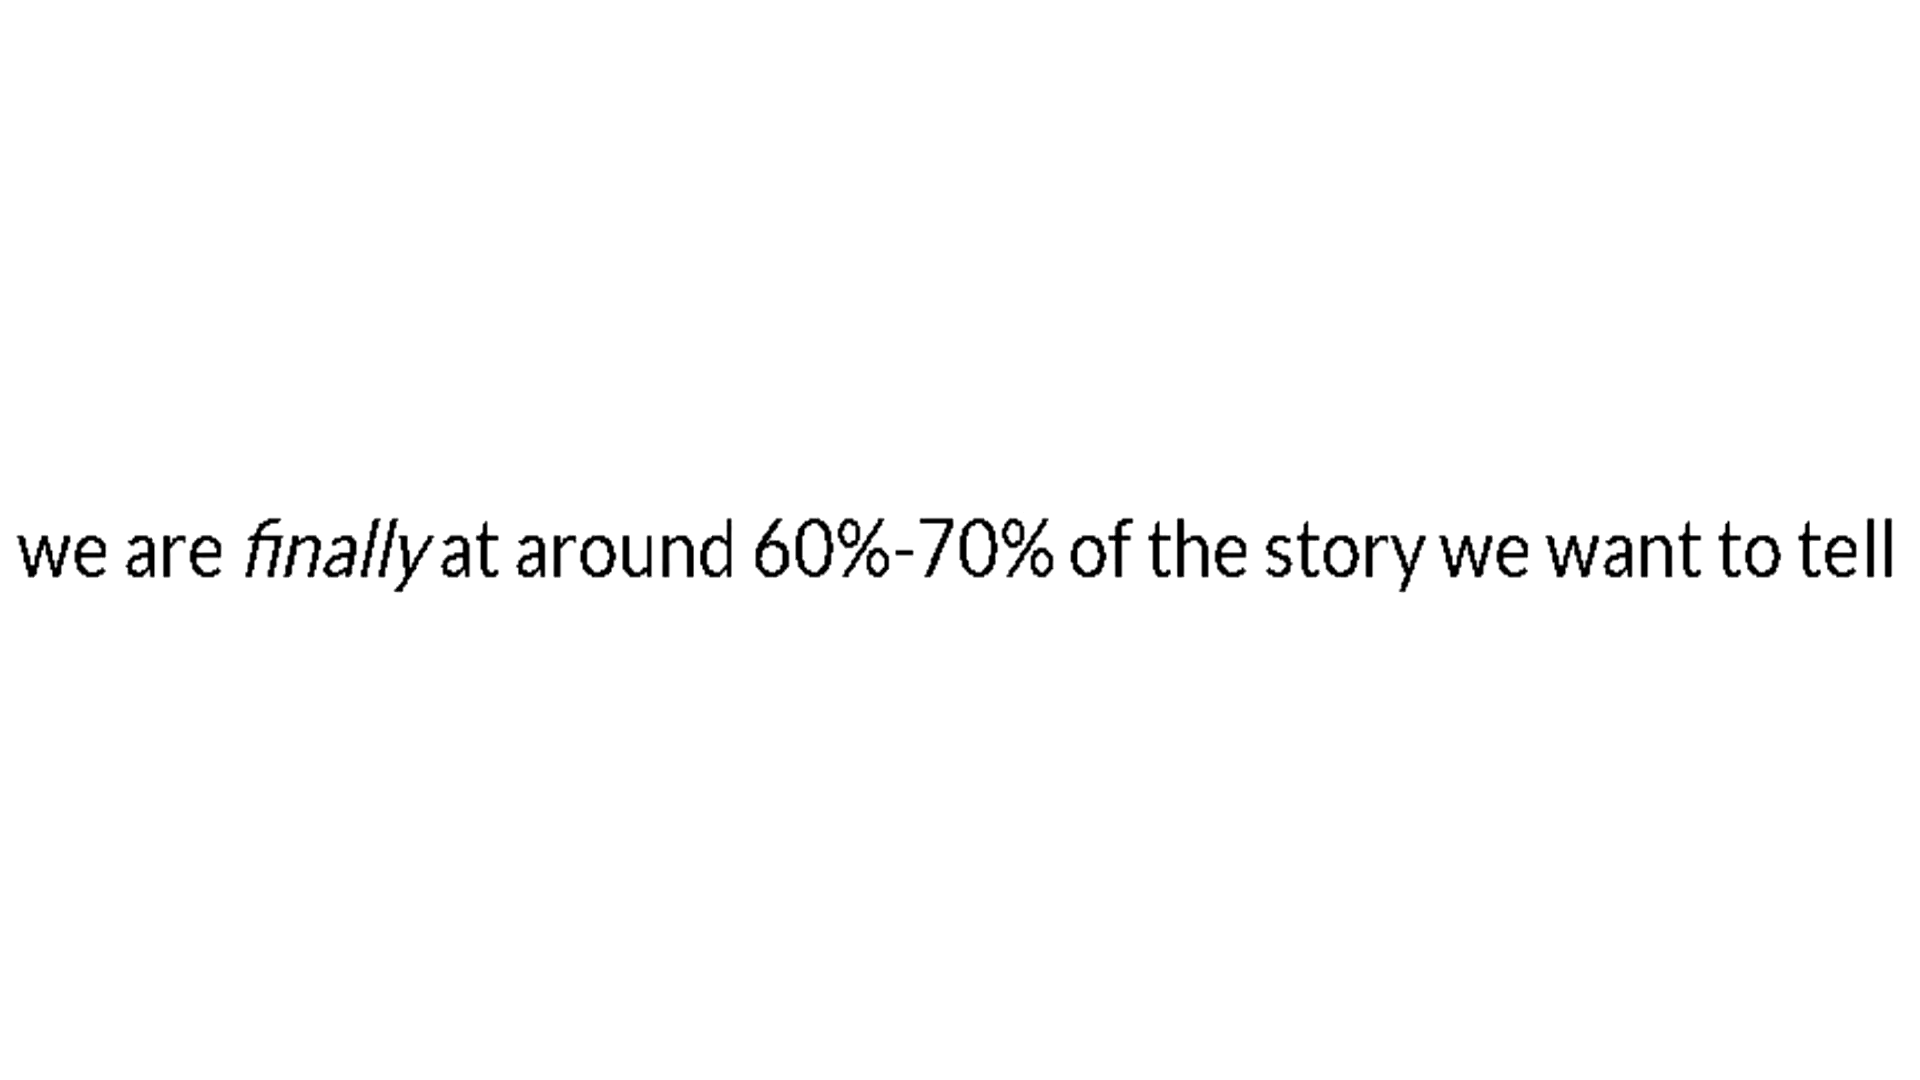 we are finally at around 60%-70% of the story we want to tell